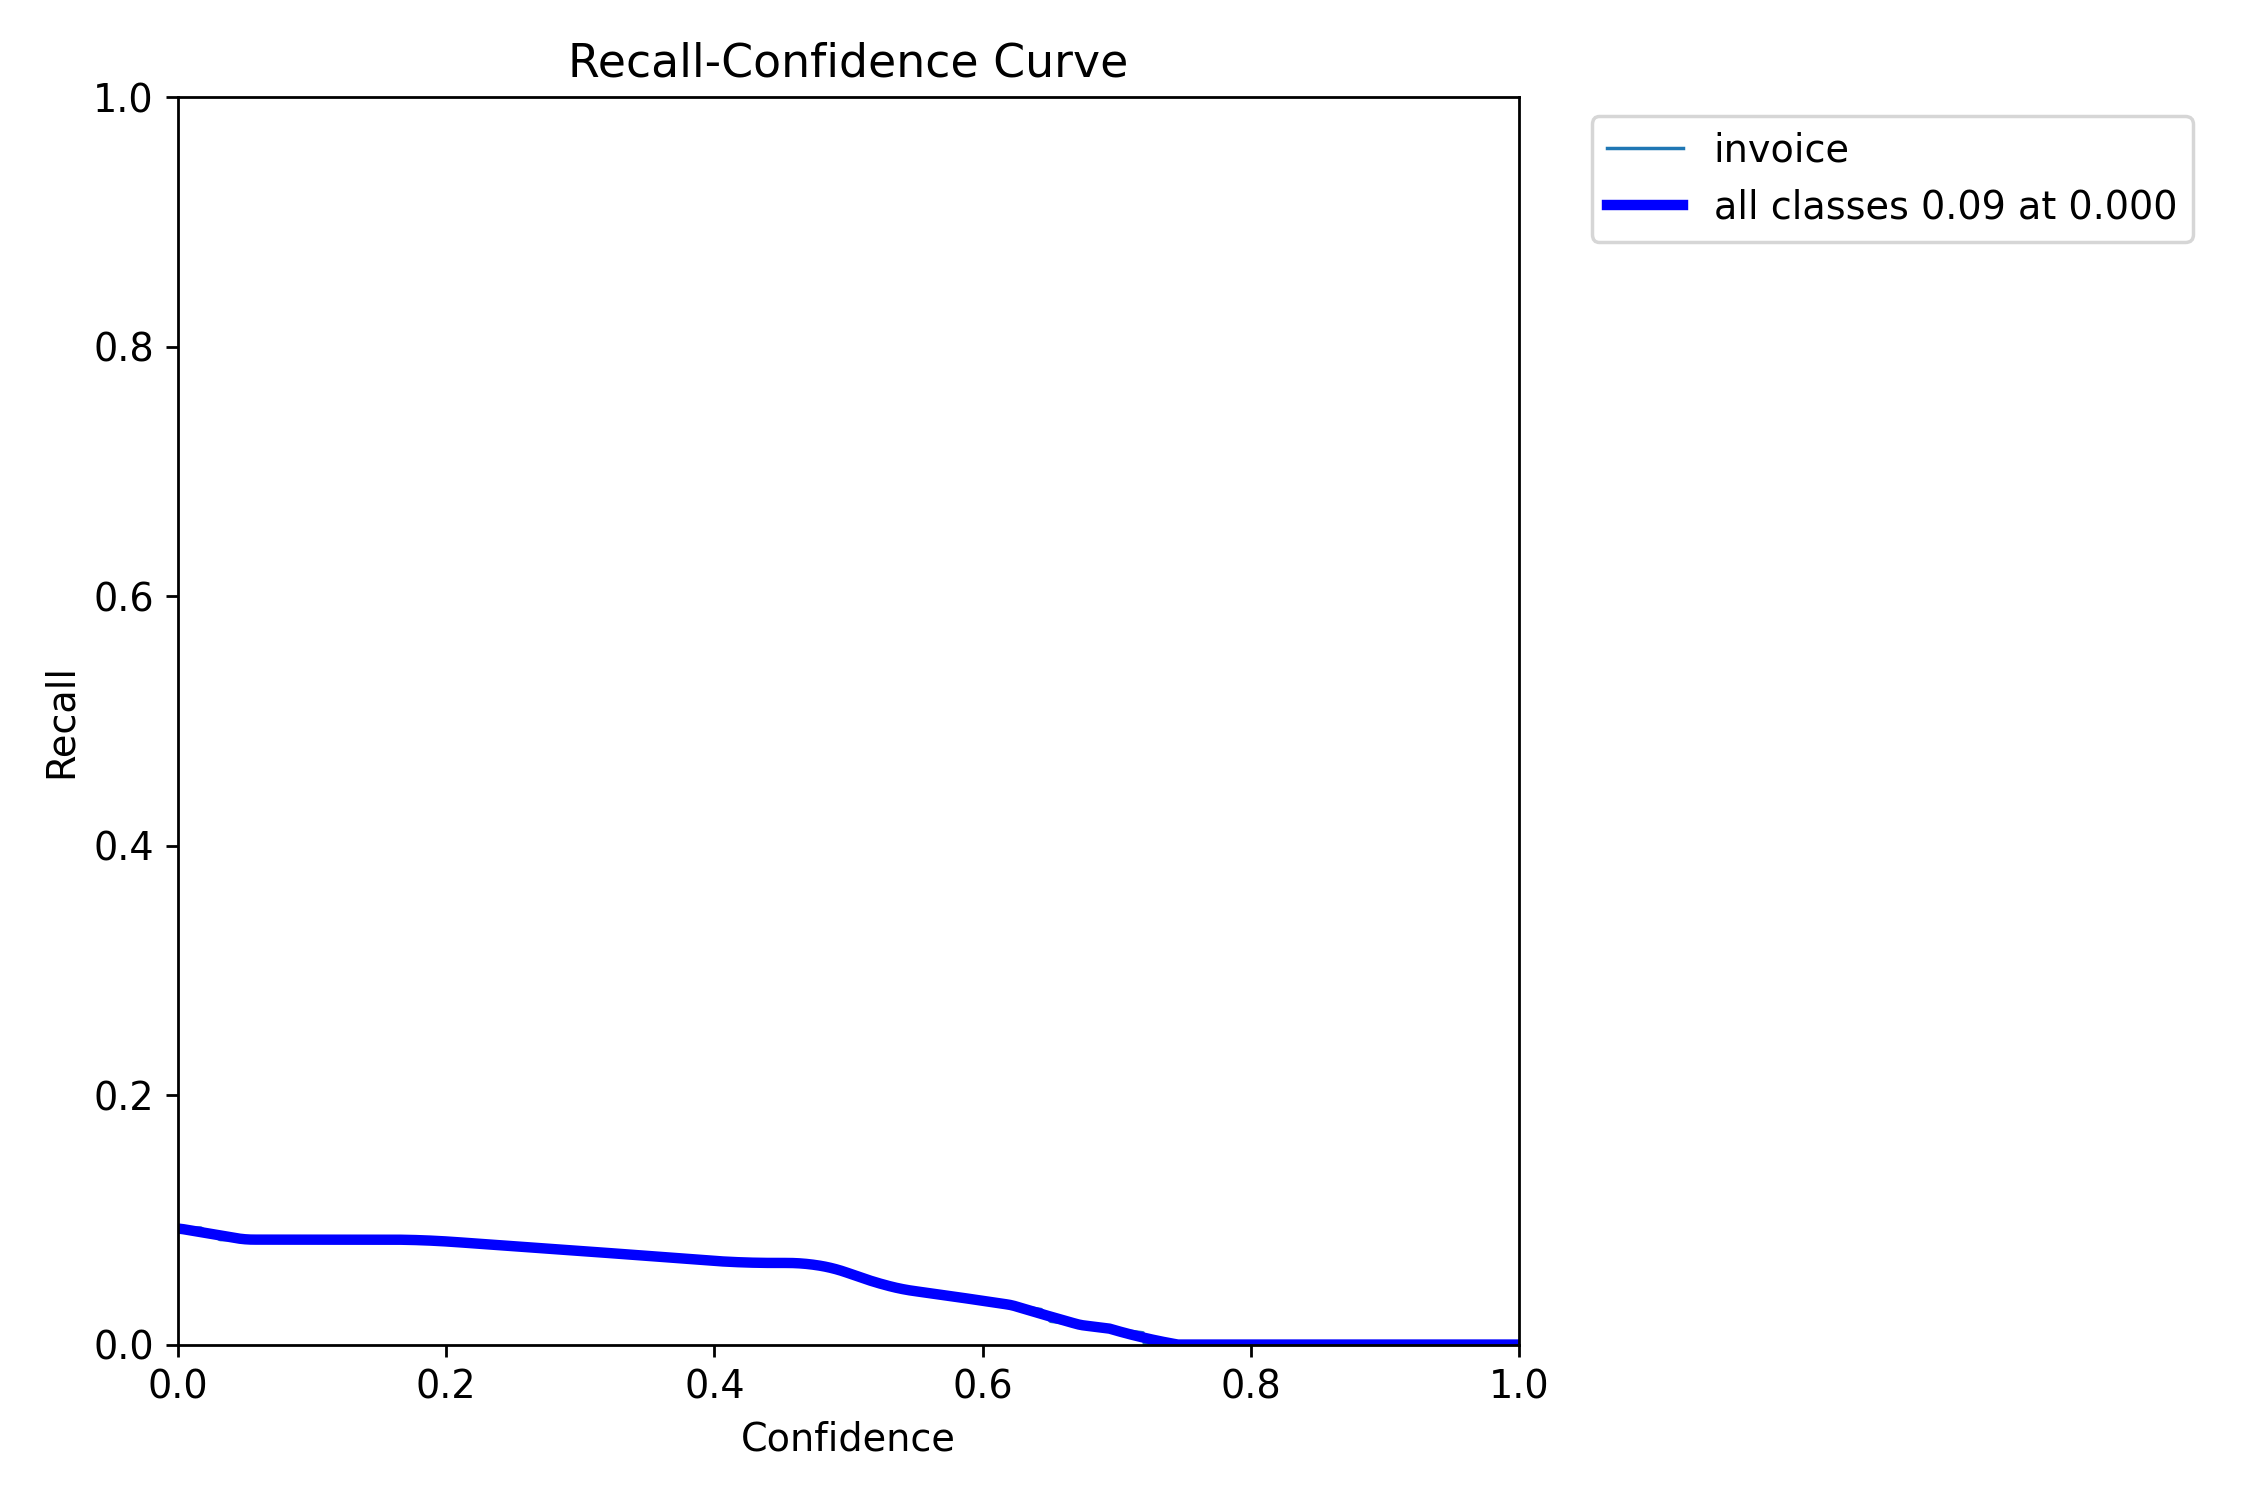 Recall-Confidence Curve
1.0
0.8
0.6
0.4
0.2
0.0
Recall
0.0 0.2 0.4 0.6 0.8 1.0
Confidence
invoice
all classes 0.09 at 0.000